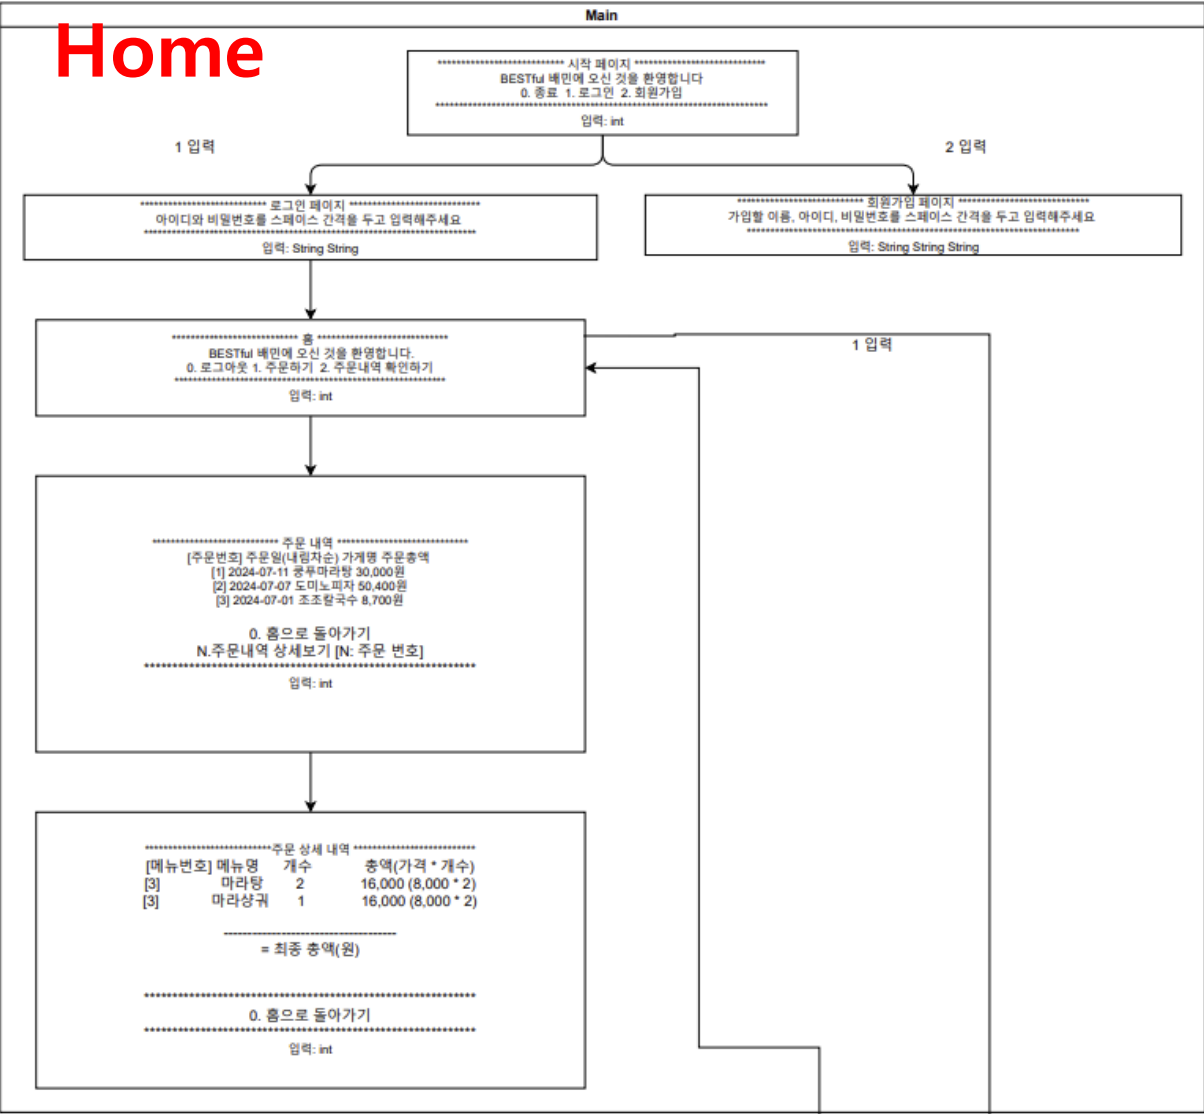 Main
Home
*************************** 시작 페이지 ****************************
BESTful 배민에 오신 것을 환영합니다
0. 종료 1. 로그인 2. 회원가입
***********************************************************************
입력: int
1 입력
2 입력
*************************** 로그인 페이지 ****************************
아이디와 비밀번호를 스페이스 간격을 두고 입력해주세요
***********************************************************************
입력: String String
*************************** 회원가입 페이지 ****************************
가입할 이름, 아이디, 비밀번호를 스페이스 간격을 두고 입력해주세요
***********************************************************************
입력: String String String
*************************** 홈 ****************************
BESTful 배민에 오신 것을 환영합니다.
0. 로그아웃 1. 주문하기 2. 주문내역 확인하기
**********************************************************
입력: int
1 입력
*************************** 주문 내역 ****************************
[주문번호] 주문일(내림차순) 가게명 주문총액
[1] 2024-07-11 쿵푸마라탕 30,000원
[2] 2024-07-07 도미노피자 50,400원
[3] 2024-07-01 조조칼국수 8,700원
0. 홈으로 돌아가기
N.주문내역 상세보기 [N: 주문 번호]
***********************************************************
입력: int
***************************주문 상세 내역 **************************
[메뉴번호] 메뉴명 개수 총액(가격 * 개수)
[3] 마라탕 2 16,000 (8,000 * 2)
[3] 마라샹궈 1 16,000 (8,000 * 2)
------------------------------------
= 최종 총액(원)
***********************************************************
0. 홈으로 돌아가기
***********************************************************
입력: int